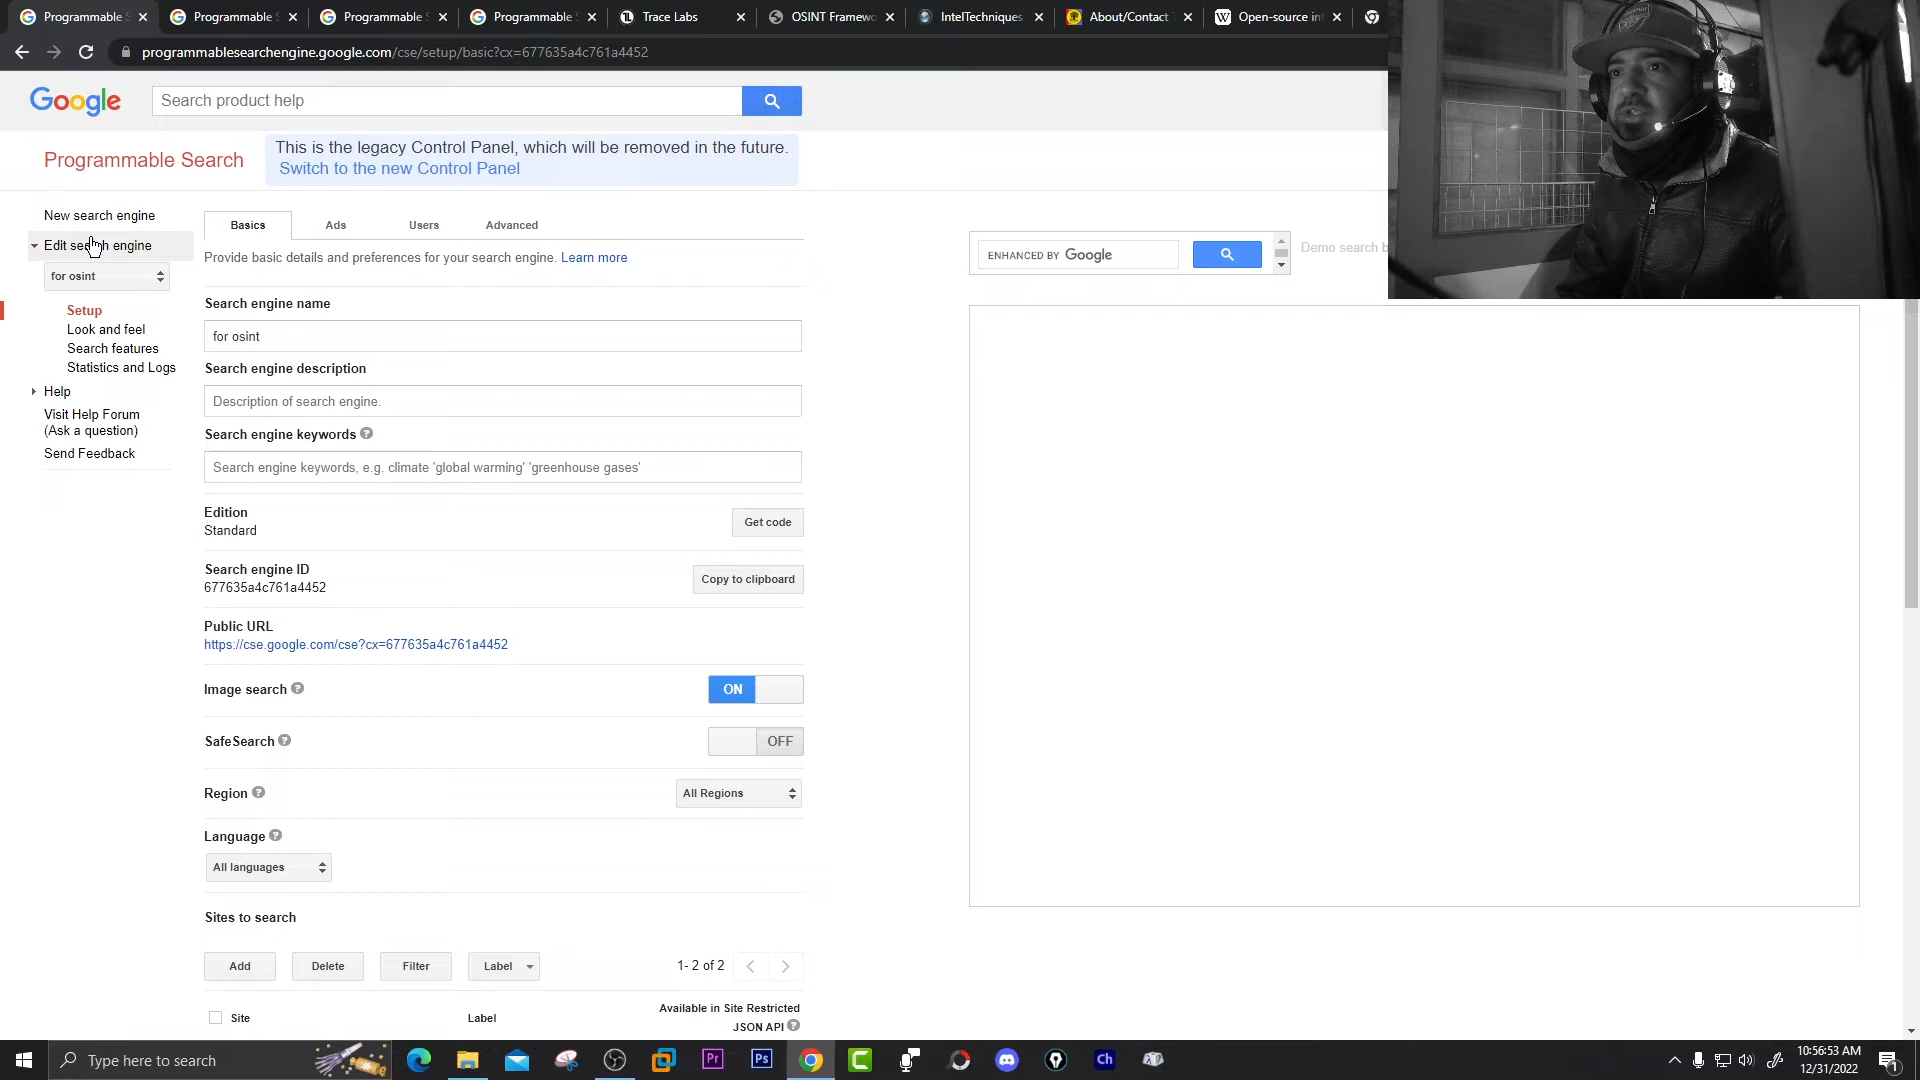 Programmable S
Programmable S
Programmable S
Programmable S
Trace Labs
OSINT Framewo
IntelTechniques
About/Contact
Open-source int
programmablesearchengine.google.com/cse/setup/basic?cx=677635a4c761a4452
Google
Search product help
Programmable Search
This is the legacy Control Panel, which will be removed in the future.
Switch to the new Control Panel
New search engine
Edit search engine
for osint
Setup
Look and feel
Search features
Statistics and Logs
Help
Visit Help Forum
(Ask a question)
Send Feedback
Basics
Ads
Users
Advanced
Provide basic details and preferences for your search engine. Learn more
Search engine name
for osint
Search engine description
Description of search engine.
Search engine keywords
Search engine keywords, e.g. climate 'global warming' 'greenhouse gases'
Edition
Standard
Get code
Search engine ID
677635a4c761a4452
Copy to clipboard
Public URL
https://cse.google.com/cse?cx=677635a4c761a4452
Image search
ON
SafeSearch
OFF
Region
All Regions
Language
All languages
Sites to search
Add
Delete
Filter
Label
1- 2 of 2
Site
Label
Available in Site Restricted
JSON API
ENHANCED BY Google
Demo search b
Type here to search
Pr
Ps
Ch
10:56:53 AM
12/31/2022
1